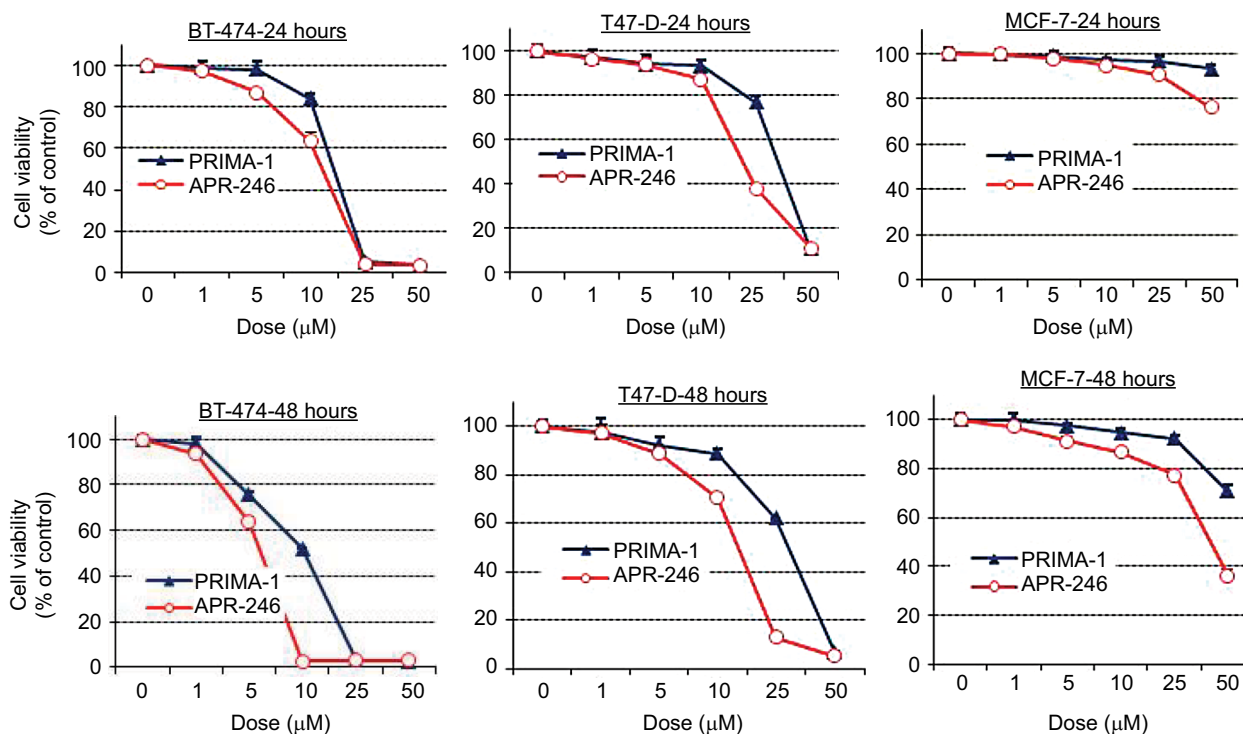 BT-474-24 hours
Cell viability
(% of control)
100
80
60
40
20
0
PRIMA-1
APR-246
0 1 5 10 25 50
Dose (μM)
T47-D-24 hours
100
80
60
40
20
0
PRIMA-1
APR-246
0 1 5 10 25 50
Dose (μM)
MCF-7-24 hours
100
80
60
40
20
0
PRIMA-1
APR-246
0 1 5 10 25 50
Dose (μM)
BT-474-48 hours
Cell viability
(% of control)
100
80
60
40
20
0
PRIMA-1
APR-246
0 1 5 10 25 50
Dose (μM)
T47-D-48 hours
100
80
60
40
20
0
PRIMA-1
APR-246
0 1 5 10 25 50
Dose (μM)
MCF-7-48 hours
100
80
60
40
20
0
PRIMA-1
APR-246
0 1 5 10 25 50
Dose (μM)